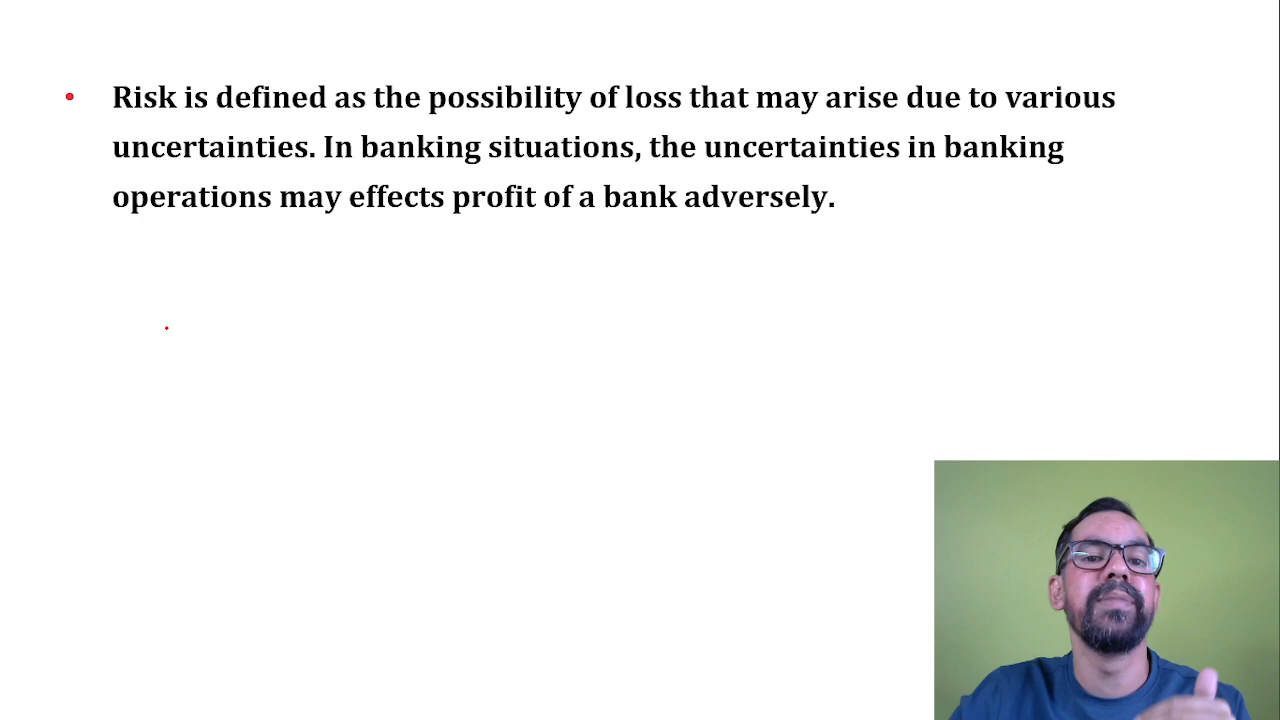 Risk is defined as the possibility of loss that may arise due to various
uncertainties. In banking situations, the uncertainties in banking
operations may effects profit of a bank adversely.